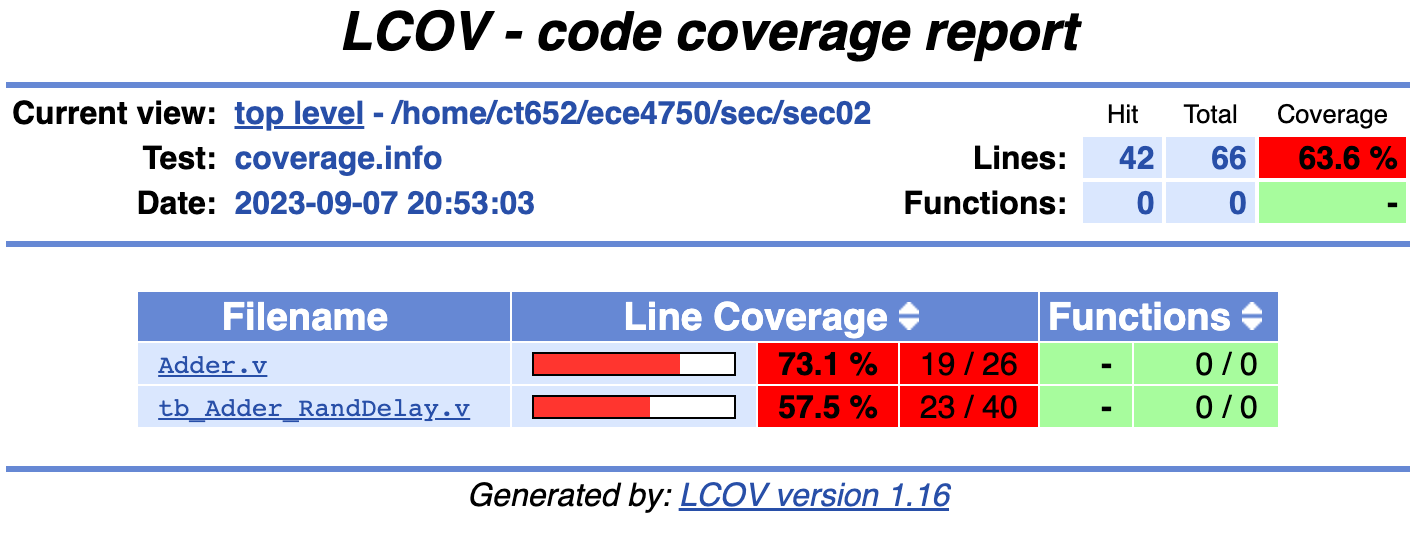 LCOV - code coverage report
Current view: top level - /home/ct652/ece4750/sec/sec02 Hit Total Coverage
Test: coverage.info Lines: 42 66 63.6 %
Date: 2023-09-07 20:53:03 Functions: 0 0 -
Filename Line Coverage Functions
Adder.v 73.1 % 19 / 26 - 0 / 0
tb_Adder_RandDelay.v 57.5 % 23 / 40 - 0 / 0
Generated by: LCOV version 1.16